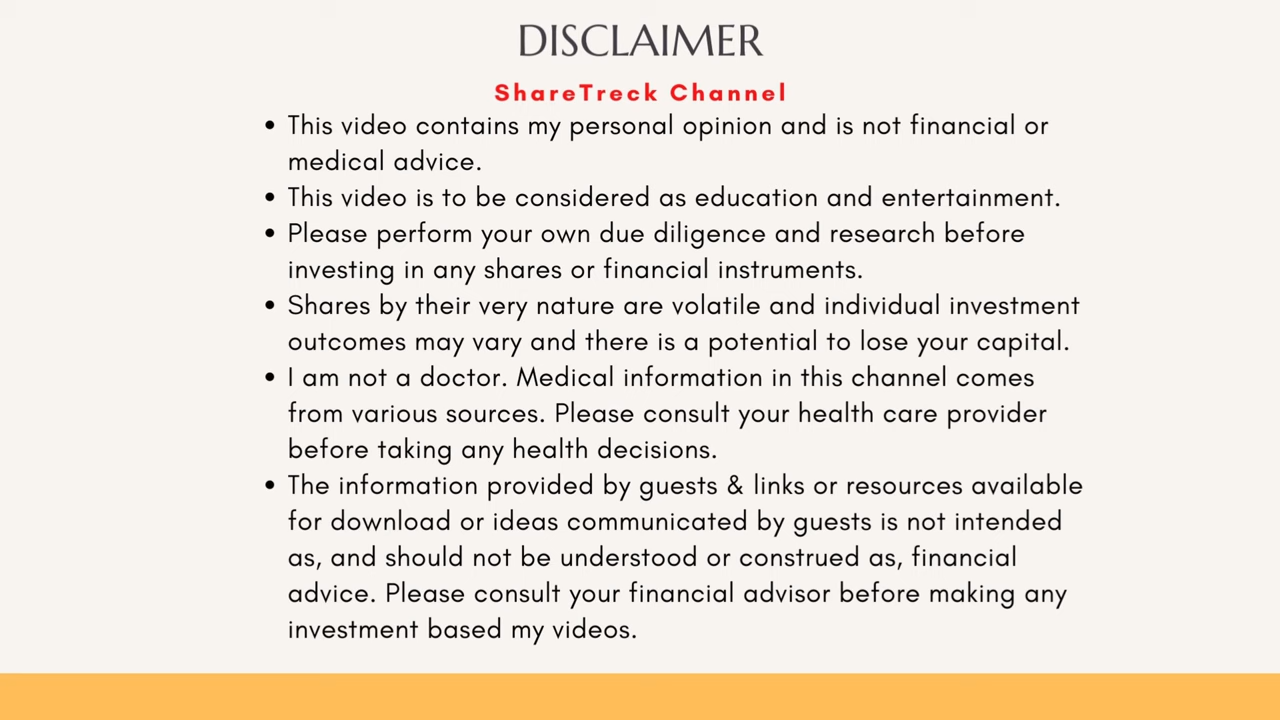 DISCLAIMER
ShareTreck Channel
• This video contains my personal opinion and is not financial or
medical advice.
• This video is to be considered as education and entertainment.
• Please perform your own due diligence and research before
investing in any shares or financial instruments.
• Shares by their very nature are volatile and individual investment
outcomes may vary and there is a potential to lose your capital.
• I am not a doctor. Medical information in this channel comes
from various sources. Please consult your health care provider
before taking any health decisions.
• The information provided by guests & links or resources available
for download or ideas communicated by guests is not intended
as, and should not be understood or construed as, financial
advice. Please consult your financial advisor before making any
investment based my videos.